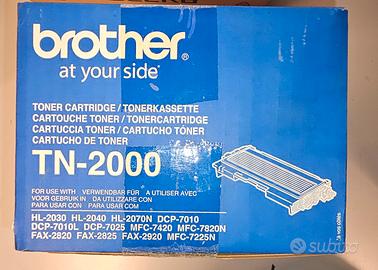 brother®
at your side
TONER CARTRIDGE / TONERKASSETTE
CARTOUCHE TONER / TONERCARTRIDGE
CARTUCCIA TONER / CARTUCHO TÓNER
CARTUCHO DE TONER
TN-2000
FOR USE WITH VERWENDBAR FÜR A UTILISER AVEC
VOOR GEBRUIK IN DA UTILIZZARE CON
PARA USAR CON PARA USAR COM
HL-2030 HL-2040 HL-2070N DCP-7010
DCP-7010L DCP-7025 MFC-7420 MFC-7820N
FAX-2820 FAX-2825 FAX-2920 MFC-7225N
subito